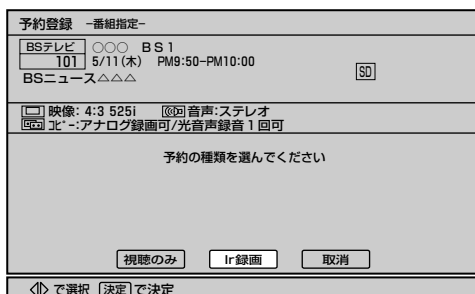 予約登録 -番組指定-
BSテレビ ○○○ BS1
101 5/11(木) PM9:50-PM10:00
SD
BSニュース△△△
映像: 4:3 525i 音声:ステレオ
コピー:アナログ録画可/光音声録音1回可
予約の種類を選んでください
視聴のみ Ir録画 取消
で選択 決定で決定